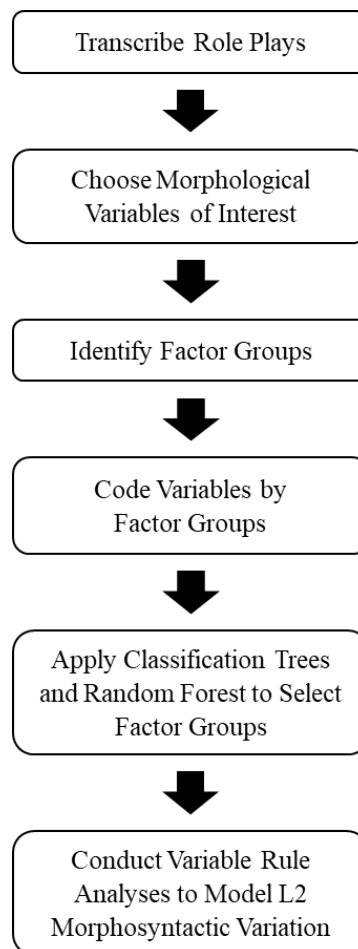 Transcribe Role Plays
Choose Morphological
Variables of Interest
Identify Factor Groups
Code Variables by
Factor Groups
Apply Classification Trees
and Random Forest to Select
Factor Groups
Conduct Variable Rule
Analyses to Model L2
Morphosyntactic Variation